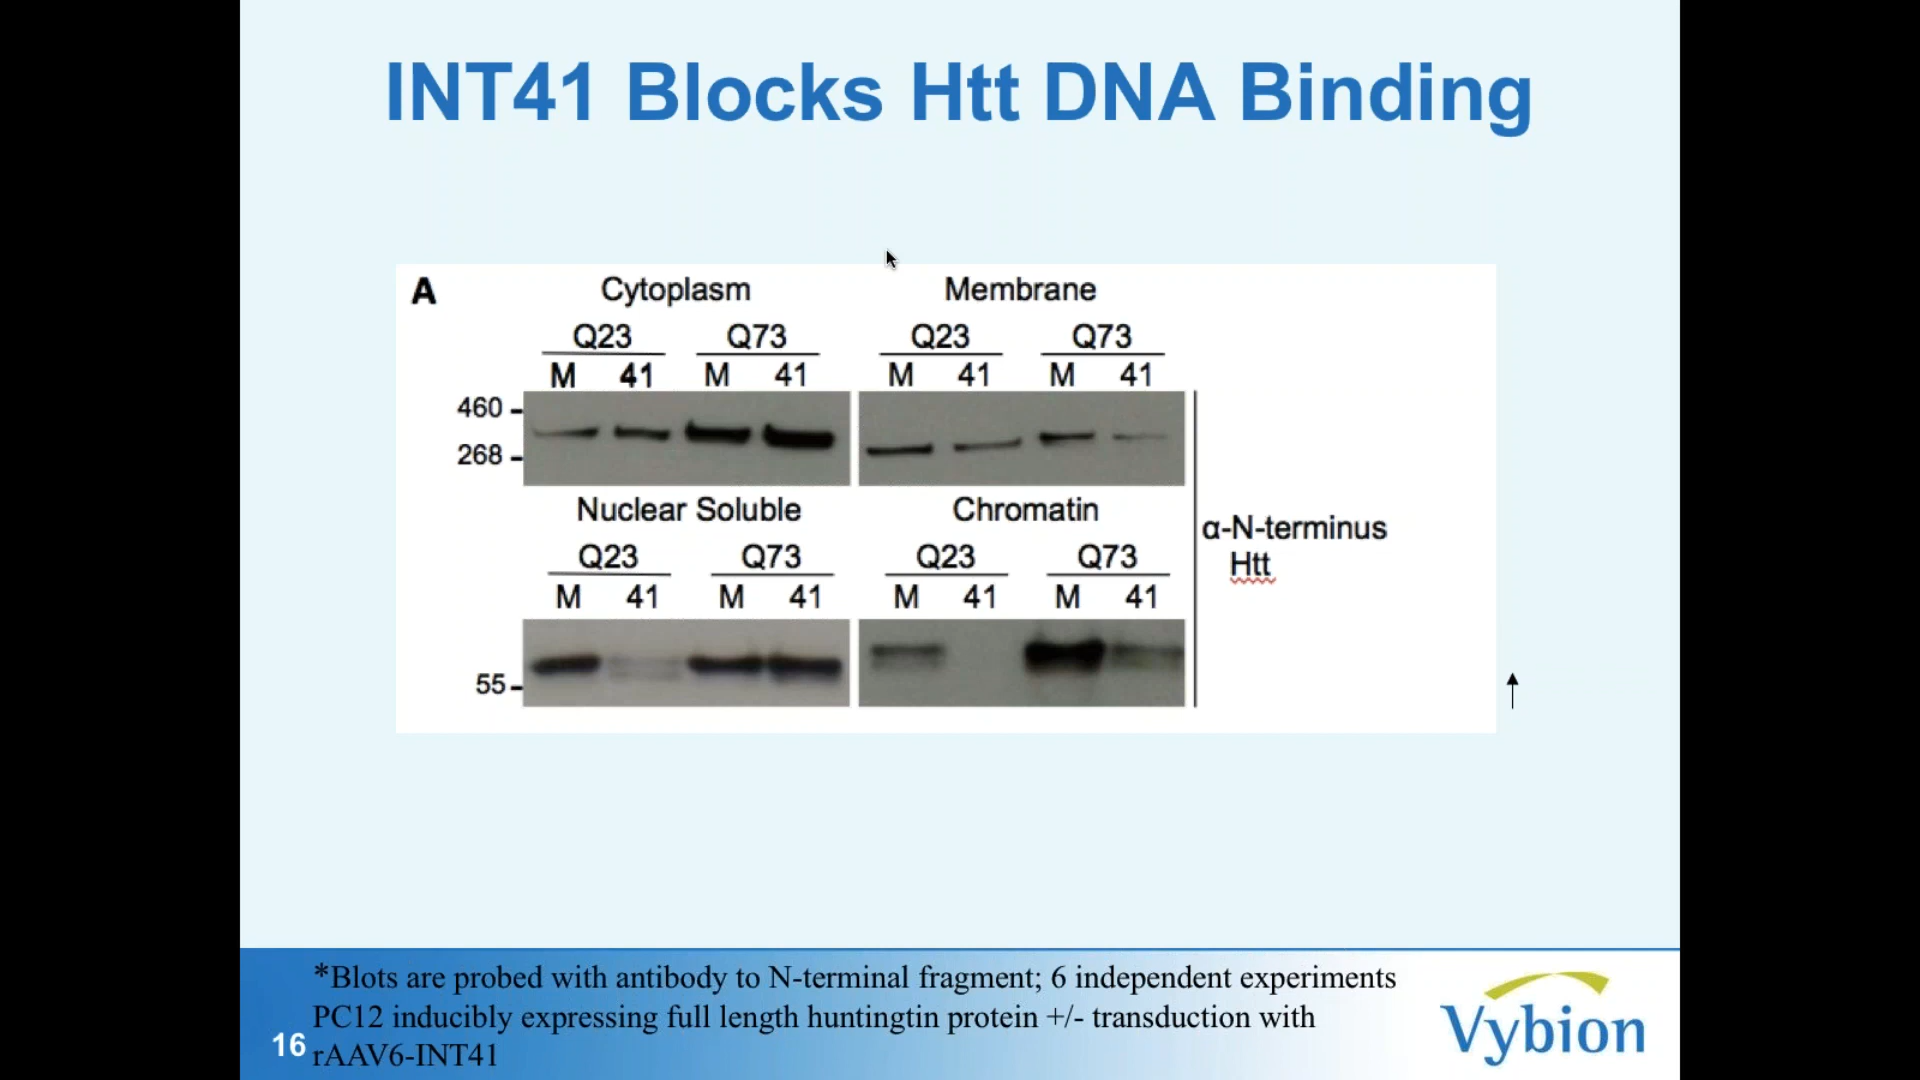 INT41 Blocks Htt DNA Binding
A
Cytoplasm Membrane
Q23 Q73 Q23 Q73
M 41 M 41 M 41 M 41
460
268
Nuclear Soluble Chromatin
Q23 Q73 Q23 Q73
M 41 M 41 M 41 M 41
55
α-N-terminus
Htt
*Blots are probed with antibody to N-terminal fragment; 6 independent experiments
PC12 inducibly expressing full length huntingtin protein +/- transduction with
rAAV6-INT41
16
Vybion